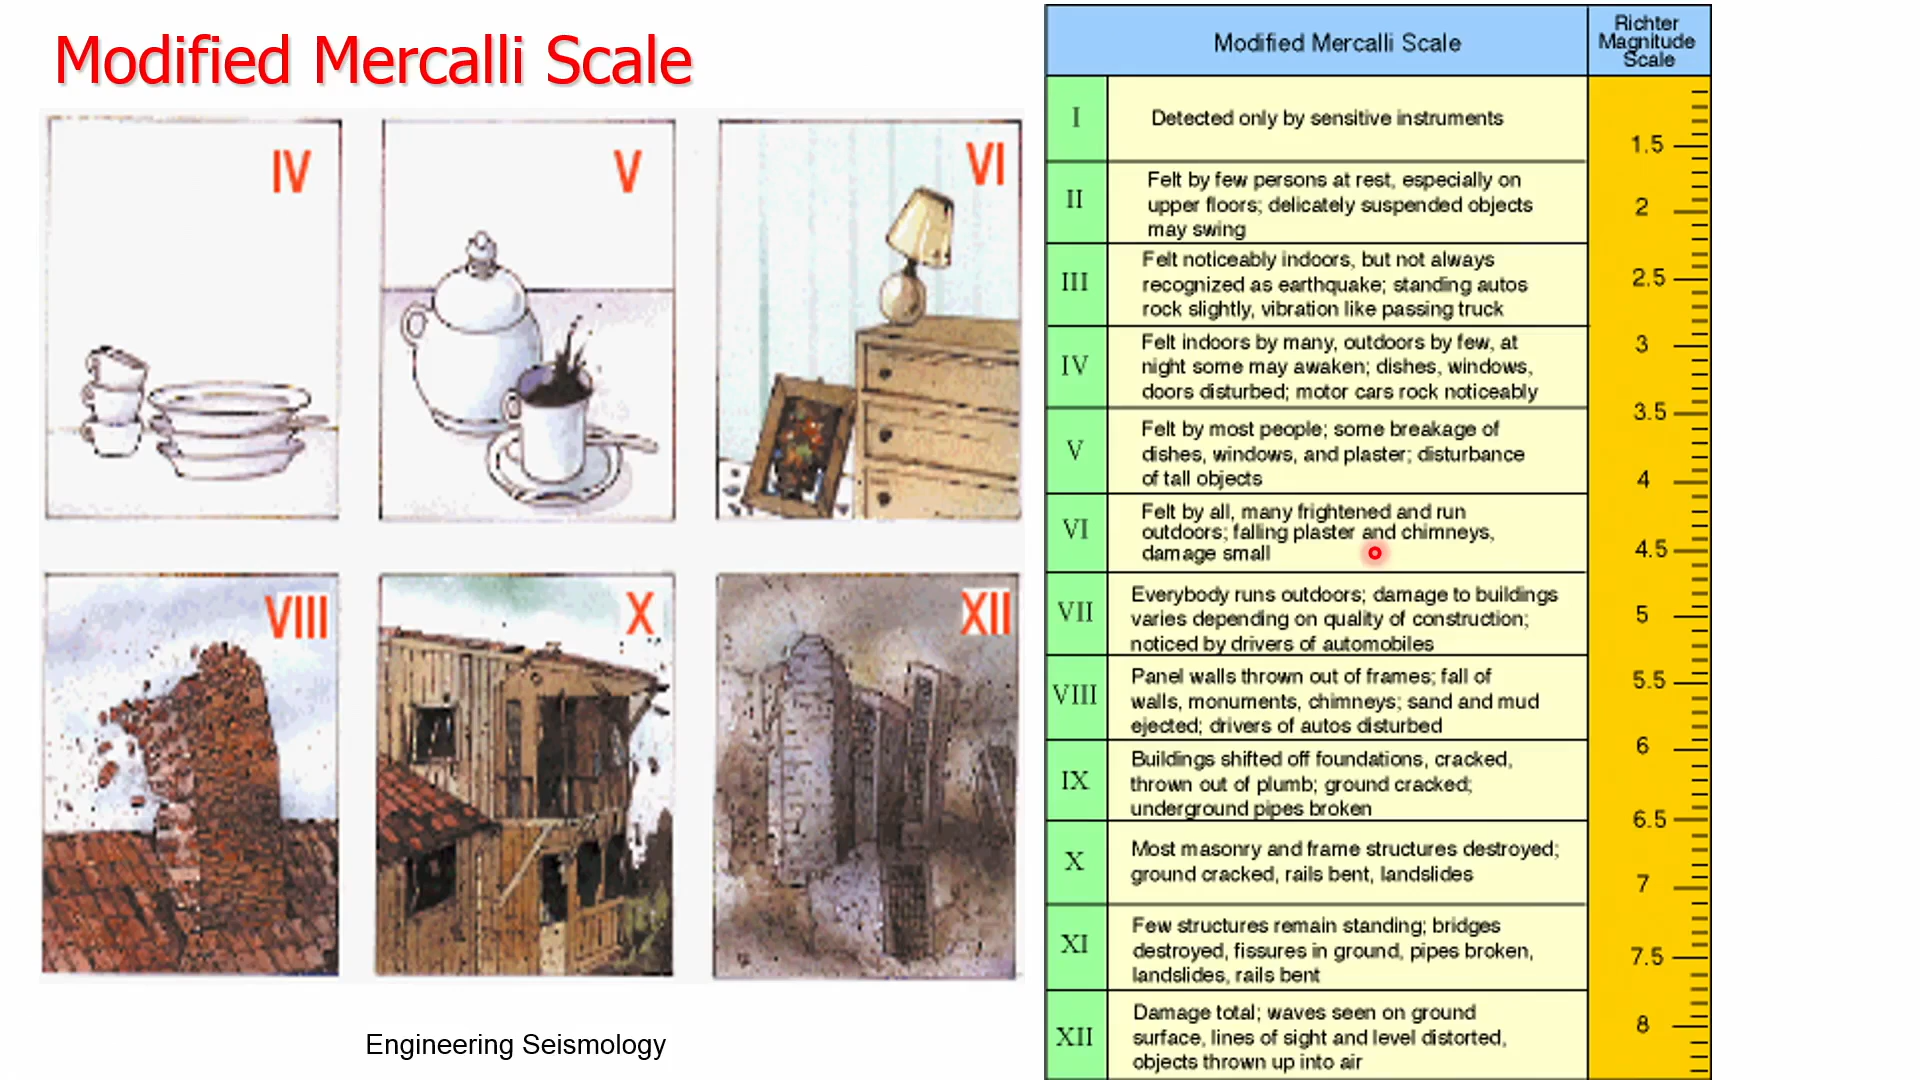 Modified Mercalli Scale
IV
V
VI
VIII
X
XII
Engineering Seismology
Modified Mercalli Scale
Richter
Magnitude
Scale
I
Detected only by sensitive instruments
II
Felt by few persons at rest, especially on
upper floors; delicately suspended objects
may swing
III
Felt noticeably indoors, but not always
recognized as earthquake; standing autos
rock slightly, vibration like passing truck
IV
Felt indoors by many, outdoors by few, at
night some may awaken; dishes, windows,
doors disturbed; motor cars rock noticeably
V
Felt by most people; some breakage of
dishes, windows, and plaster; disturbance
of tall objects
VI
Felt by all, many frightened and run
outdoors; falling plaster and chimneys,
damage small
VII
Everybody runs outdoors; damage to buildings
varies depending on quality of construction;
noticed by drivers of automobiles
VIII
Panel walls thrown out of frames; fall of
walls, monuments, chimneys; sand and mud
ejected; drivers of autos disturbed
IX
Buildings shifted off foundations, cracked,
thrown out of plumb; ground cracked;
underground pipes broken
X
Most masonry and frame structures destroyed;
ground cracked, rails bent, landslides
XI
Few structures remain standing; bridges
destroyed, fissures in ground, pipes broken,
landslides, rails bent
XII
Damage total; waves seen on ground
surface, lines of sight and level distorted,
objects thrown up into air
1.5
2
2.5
3
3.5
4
4.5
5
5.5
6
6.5
7
7.5
8